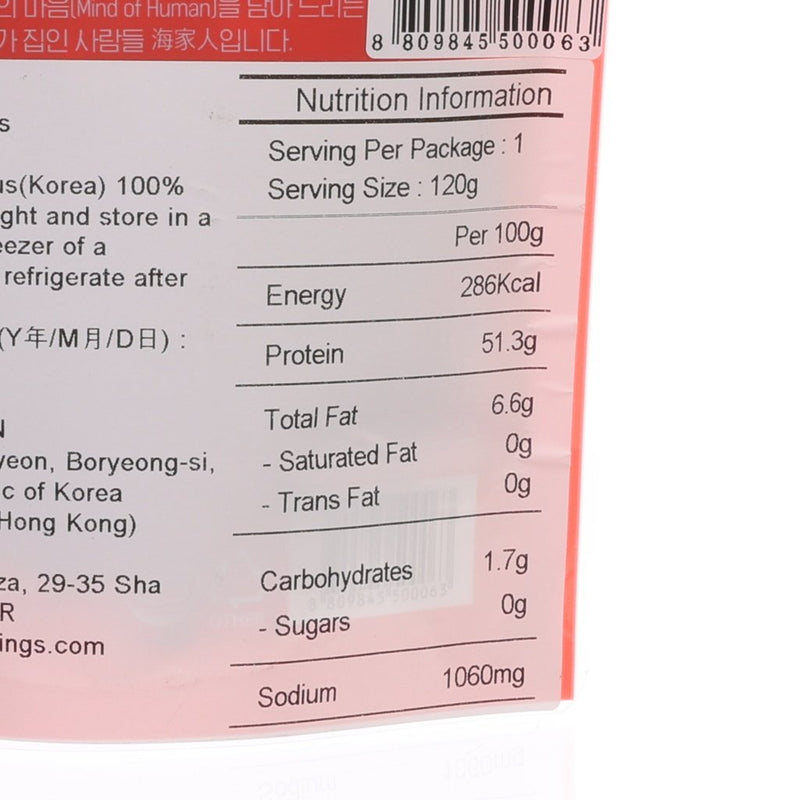 마음(Mind of Human)을 담아 드리는
가 집인 사람들 海家人입니다.
8 809845 500063
s
us(Korea) 100%
ght and store in a
eezer of a
refrigerate after
(Y年/M月/D日) :
N
yeon, Boryeong-si,
c of Korea
Hong Kong)
za, 29-35 Sha
R
ings.com
Nutrition Information
Serving Per Package : 1
Serving Size : 120g
Per 100g
Energy 286Kcal
Protein 51.3g
Total Fat 6.6g
- Saturated Fat 0g
- Trans Fat 0g
Carbohydrates 1.7g
- Sugars 0g
Sodium 1060mg
8 809845 500063